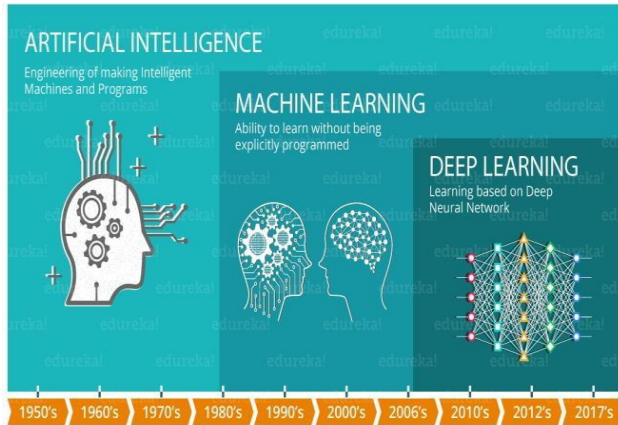 ARTIFICIAL INTELLIGENCE
Engineering of making Intelligent
Machines and Programs
MACHINE LEARNING
Ability to learn without being
explicitly programmed
DEEP LEARNING
Learning based on Deep
Neural Network
1950's 1960's 1970's 1980's 1990's 2000's 2006's 2010's 2012's 2017's
edureka!